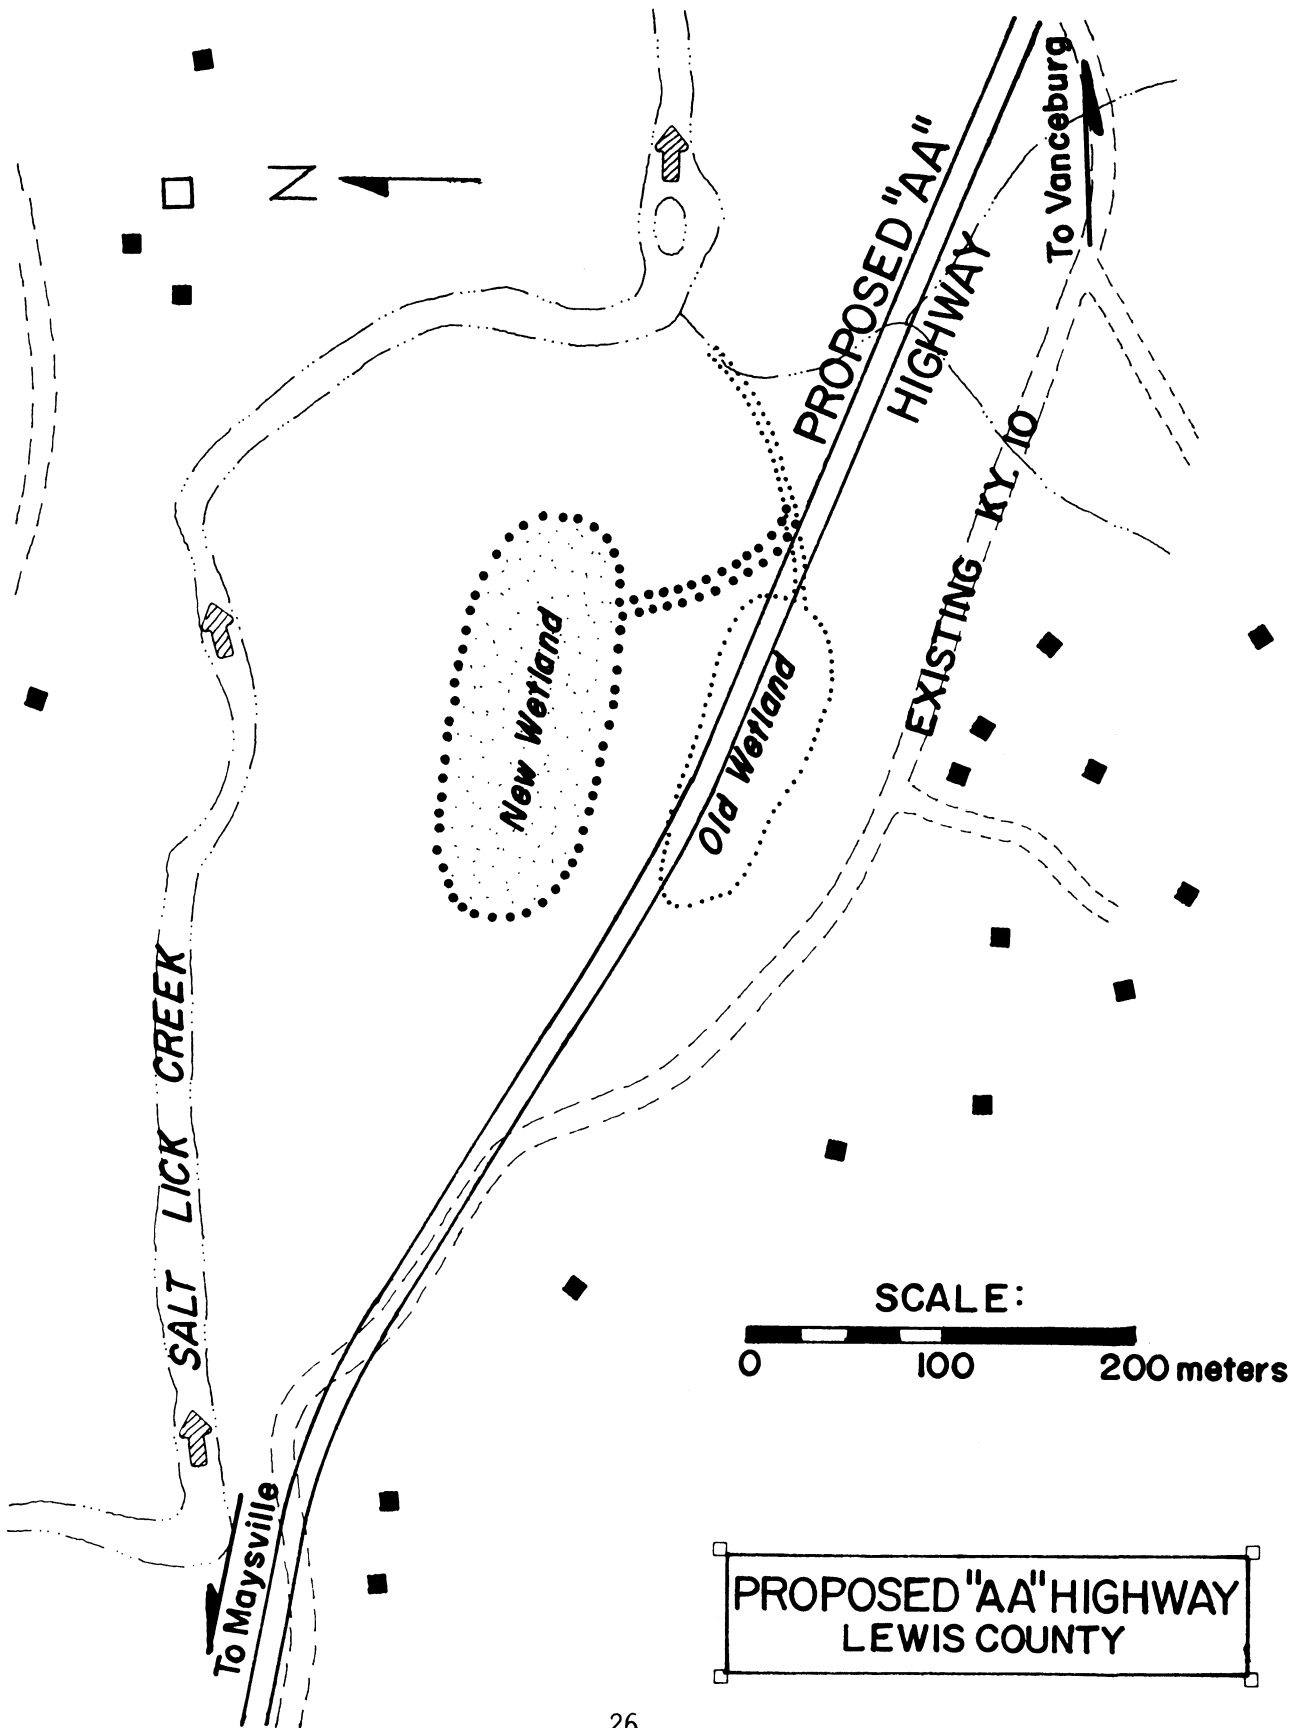 N
To Vanceburg
PROPOSED "AA"
HIGHWAY
EXISTING KY. 10
New Wetland
Old Wetland
SALT LICK CREEK
To Maysville
SCALE:
0 100 200 meters
PROPOSED "AA" HIGHWAY
LEWIS COUNTY
26